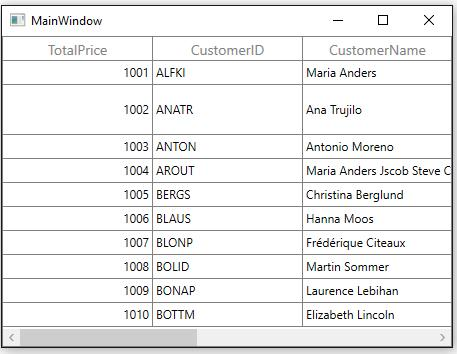 MainWindow
TotalPrice CustomerID CustomerName
1001 ALFKI Maria Anders
1002 ANATR Ana Trujilo
1003 ANTON Antonio Moreno
1004 AROUT Maria Anders Jscob Steve C
1005 BERGS Christina Berglund
1006 BLAUS Hanna Moos
1007 BLONP Frédérique Citeaux
1008 BOLID Martin Sommer
1009 BONAP Laurence Lebihan
1010 BOTTM Elizabeth Lincoln